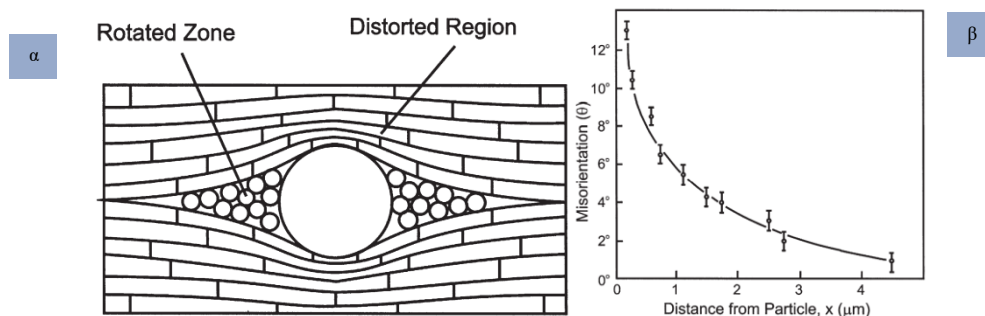 α
Rotated Zone
Distorted Region
β
Misorientation (θ)
12°
10°
8°
6°
4°
2°
0°
0 1 2 3 4
Distance from Particle, x (μm)